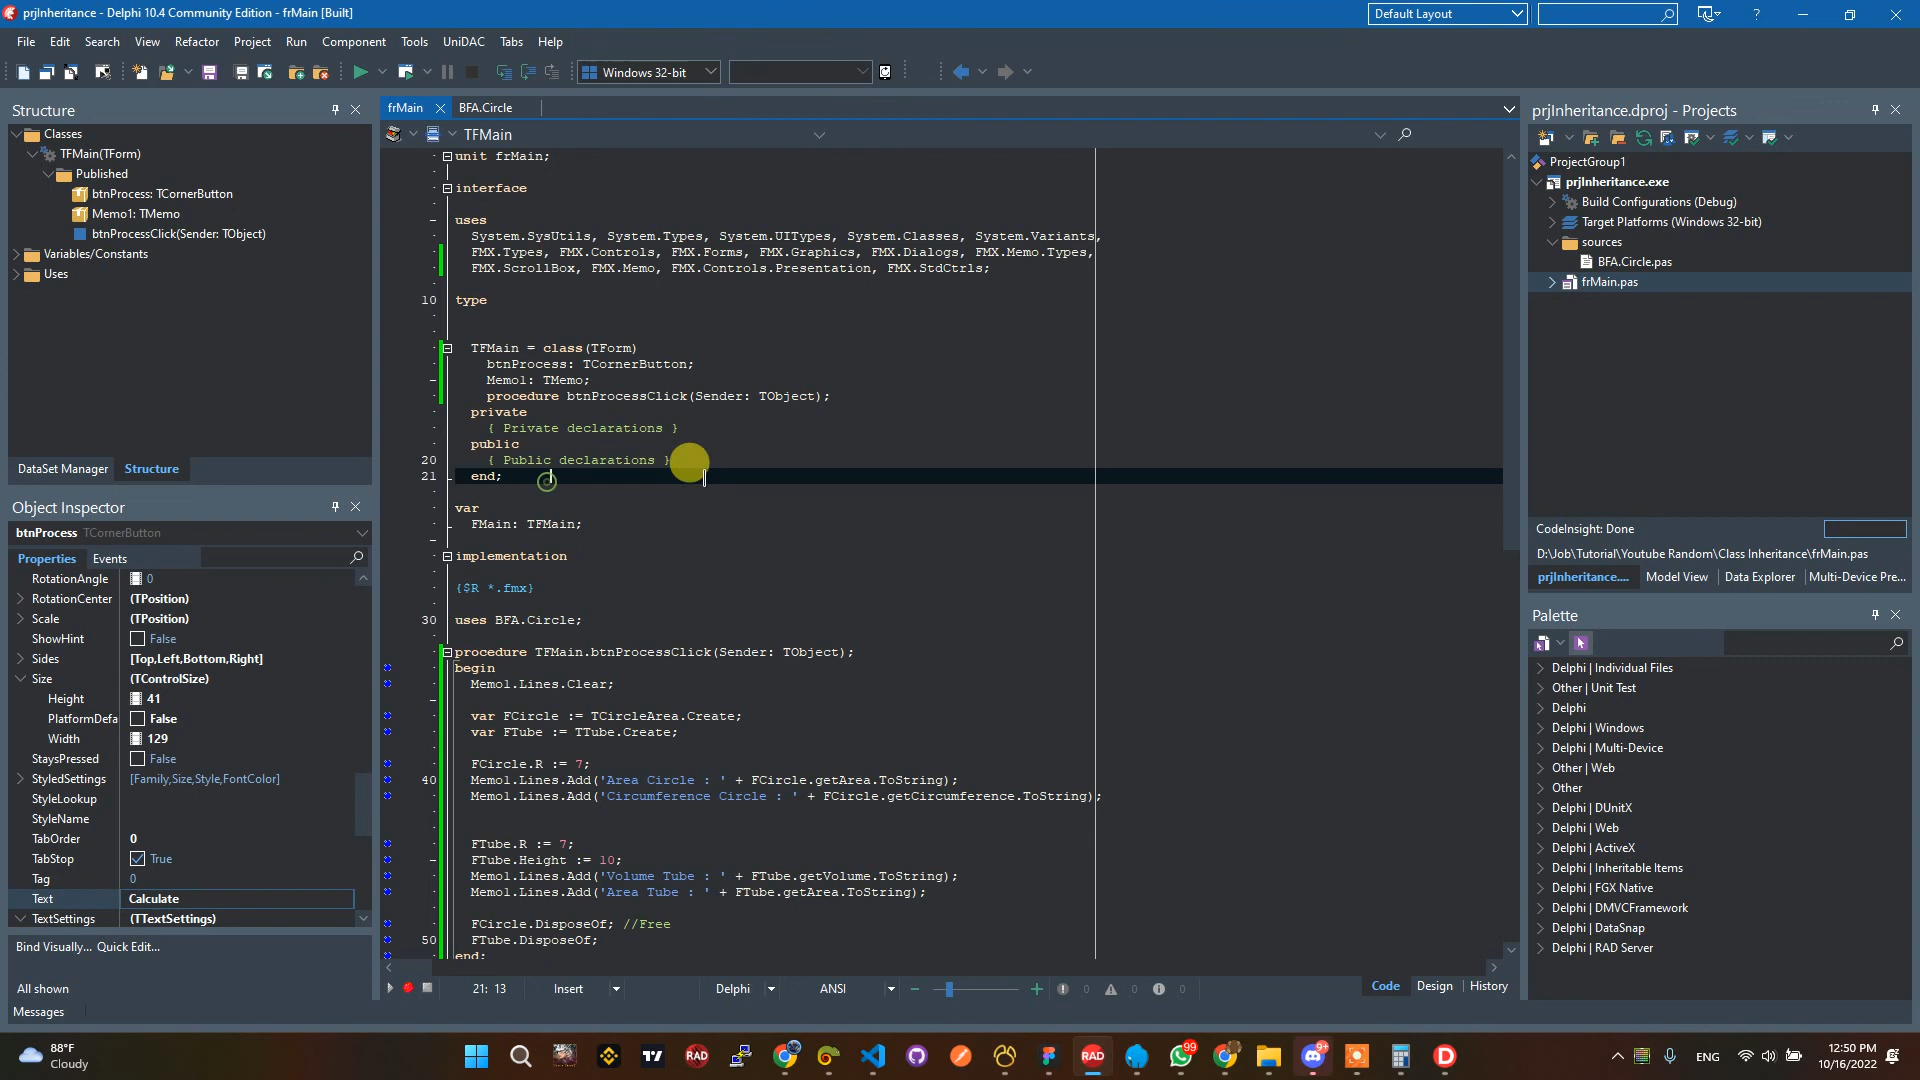 prjInheritance - Delphi 10.4 Community Edition - frMain [Built]
Default Layout
File Edit Search View Refactor Project Run Component Tools UniDAC Tabs Help
Windows 32-bit
Structure
Classes
TFMain(TForm)
Published
btnProcess: TCornerButton
Memo1: TMemo
btnProcessClick(Sender: TObject)
Variables/Constants
Uses
DataSet Manager Structure
Object Inspector
btnProcess TCornerButton
Properties Events
RotationAngle 0
RotationCenter (TPosition)
Scale (TPosition)
ShowHint False
Sides [Top,Left,Bottom,Right]
Size (TControlSize)
Height 41
PlatformDefa False
Width 129
StaysPressed False
StyledSettings [Family,Size,Style,FontColor]
StyleLookup
StyleName
TabOrder 0
TabStop True
Tag 0
Text Calculate
TextSettings (TTextSettings)
Bind Visually... Quick Edit...
All shown
Messages
frMain BFA.Circle
TFMain
unit frMain;
interface
uses
System.SysUtils, System.Types, System.UITypes, System.Classes, System.Variants,
FMX.Types, FMX.Controls, FMX.Forms, FMX.Graphics, FMX.Dialogs, FMX.Memo.Types,
FMX.ScrollBox, FMX.Memo, FMX.Controls.Presentation, FMX.StdCtrls;
10 type
TFMain = class(TForm)
btnProcess: TCornerButton;
Memo1: TMemo;
procedure btnProcessClick(Sender: TObject);
private
{ Private declarations }
public
20 { Public declarations }
21 end;
var
FMain: TFMain;
implementation
{$R *.fmx}
30 uses BFA.Circle;
procedure TFMain.btnProcessClick(Sender: TObject);
begin
Memo1.Lines.Clear;
var FCircle := TCircleArea.Create;
var FTube := TTube.Create;
FCircle.R := 7;
40 Memo1.Lines.Add('Area Circle : ' + FCircle.getArea.ToString);
Memo1.Lines.Add('Circumference Circle : ' + FCircle.getCircumference.ToString);
FTube.R := 7;
FTube.Height := 10;
Memo1.Lines.Add('Volume Tube : ' + FTube.getVolume.ToString);
Memo1.Lines.Add('Area Tube : ' + FTube.getArea.ToString);
FCircle.DisposeOf; //Free
50 FTube.DisposeOf;
end;
21: 13 Insert Delphi ANSI 0 0 0 Code Design History
prjInheritance.dproj - Projects
ProjectGroup1
prjInheritance.exe
Build Configurations (Debug)
Target Platforms (Windows 32-bit)
sources
BFA.Circle.pas
frMain.pas
CodeInsight: Done
D:\Job\Tutorial\Youtube Random\Class Inheritance\frMain.pas
prjInheritance.... Model View Data Explorer Multi-Device Pre...
Palette
Delphi | Individual Files
Other | Unit Test
Delphi
Delphi | Windows
Delphi | Multi-Device
Other | Web
Other
Delphi | DUnitX
Delphi | Web
Delphi | ActiveX
Delphi | Inheritable Items
Delphi | FGX Native
Delphi | DMVCFramework
Delphi | DataSnap
Delphi | RAD Server
88°F
Cloudy
RAD
RAD
99
9+
ENG
12:50 PM
10/16/2022